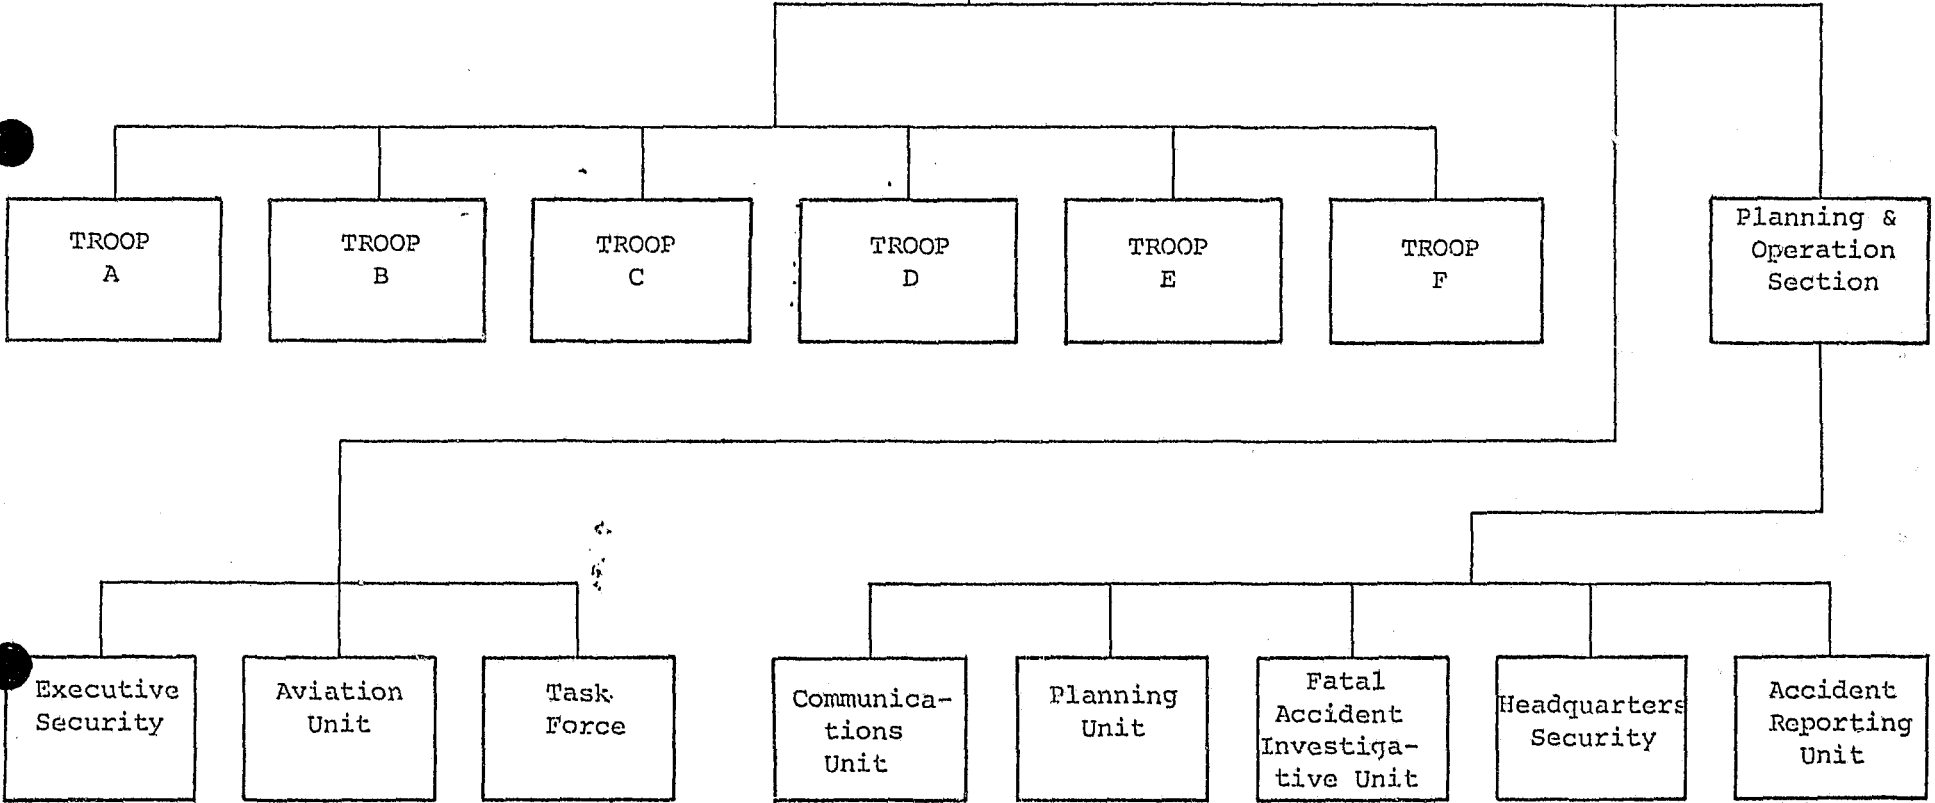 TROOP
A
TROOP
B
TROOP
C
TROOP
D
TROOP
E
TROOP
F
Planning &
Operation
Section
Executive
Security
Aviation
Unit
Task
Force
Communica-
tions
Unit
Planning
Unit
Fatal
Accident
Investiga-
tive Unit
Headquarters
Security
Accident
Reporting
Unit